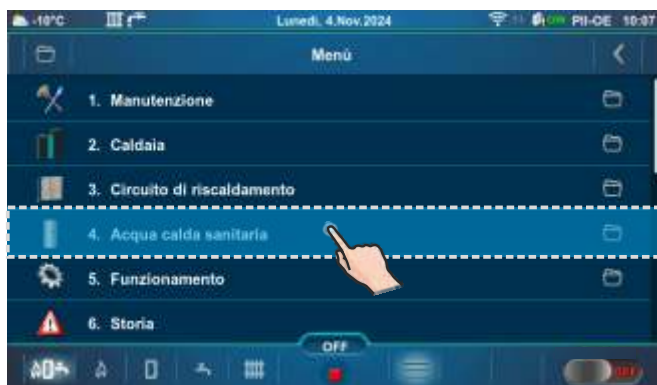 -10°C Lunedì, 4.Nov.2024 PII-OE 10:07
Menù
1. Manutenzione
2. Caldaia
3. Circuito di riscaldamento
4. Acqua calda sanitaria
5. Funzionamento
6. Storia
OFF
OFF